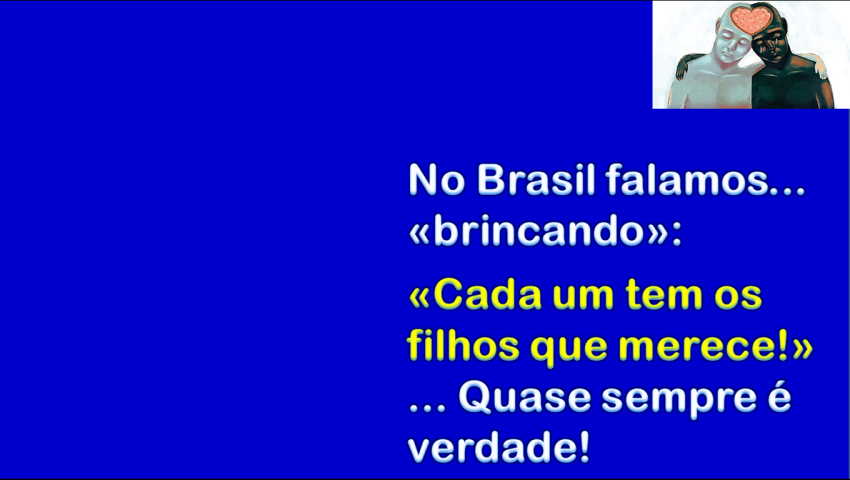 No Brasil falamos...
«brincando»:
«Cada um tem os
filhos que merece!»
... Quase sempre é
verdade!